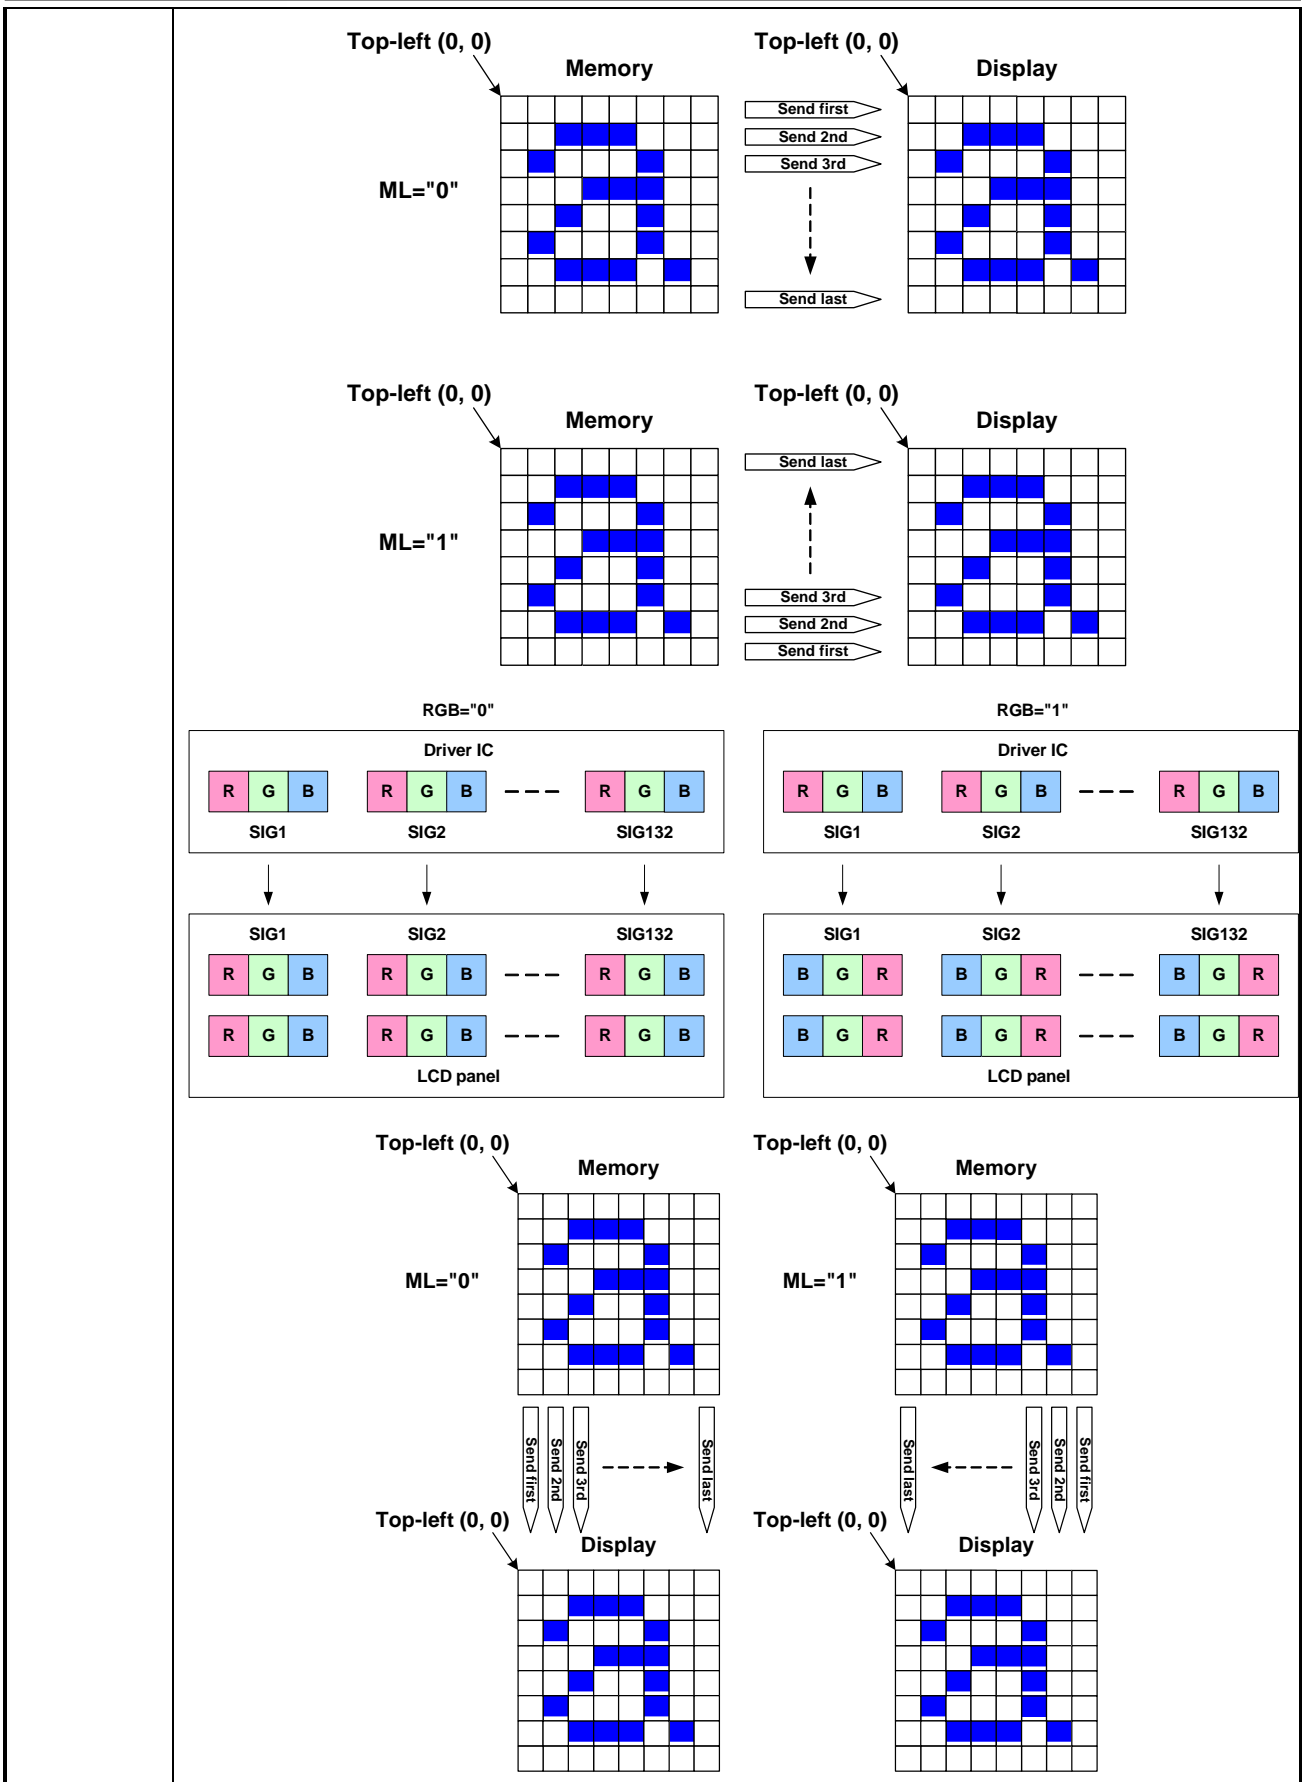 Top-left (0, 0) Top-left (0, 0)
Memory Display
Send first
Send 2nd
Send 3rd
ML="0"
Send last
Top-left (0, 0) Top-left (0, 0)
Memory Display
Send last
ML="1"
Send 3rd
Send 2nd
Send first
RGB="0" RGB="1"
Driver IC Driver IC
R G B R G B R G B R G B R G B R G B
SIG1 SIG2 SIG132 SIG1 SIG2 SIG132
SIG1 SIG2 SIG132 SIG1 SIG2 SIG132
R G B R G B R G B B G R B G R B G R
R G B R G B R G B B G R B G R B G R
LCD panel LCD panel
Top-left (0, 0) Top-left (0, 0)
Memory Memory
ML="0" ML="1"
Send first Send 2nd Send 3rd Send last Send last Send 3rd Send 2nd Send first
Top-left (0, 0) Top-left (0, 0)
Display Display